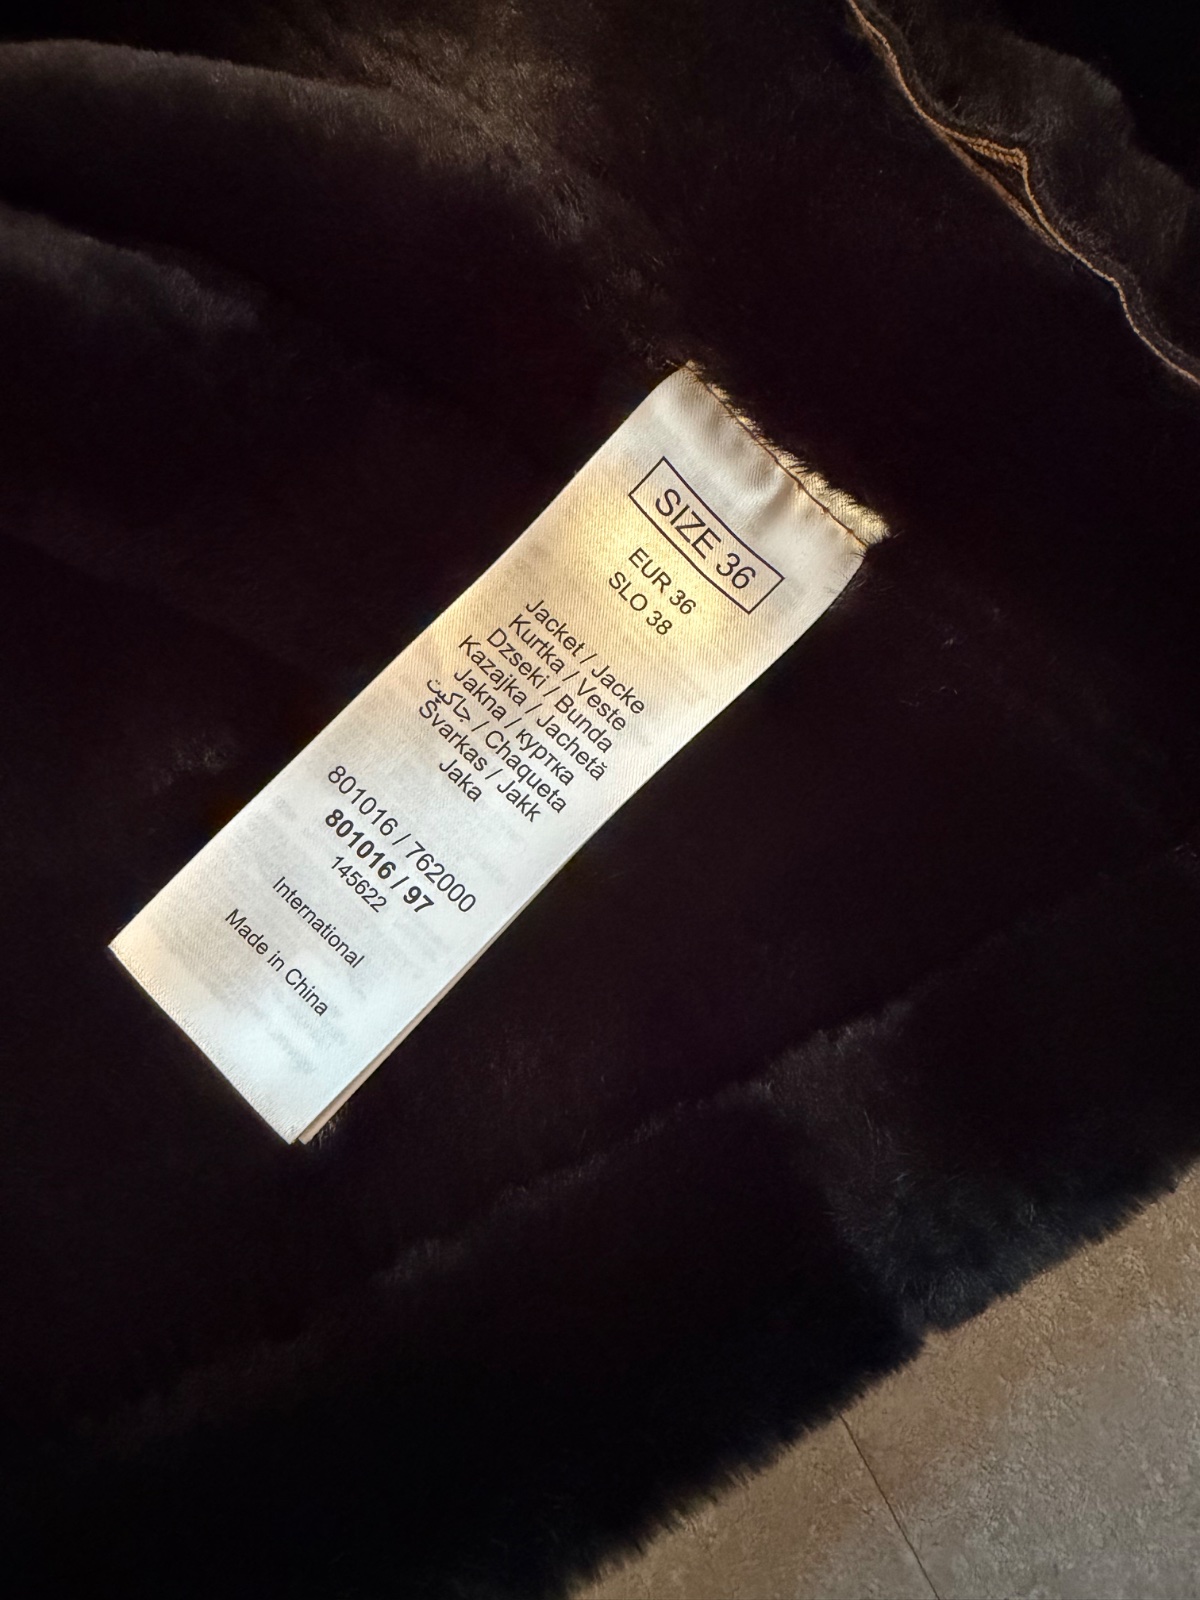 SIZE 36
EUR 36
SLO 38
Jacket / Jacke
Kurtka / Veste
Dzseki / Bunda
Kazajka / Jachetă
Jakna / куртка
جاكيت / Chaqueta
Švarkas / Jakk
Jaka
801016 / 762000
801016 / 97
145622
International
Made in China